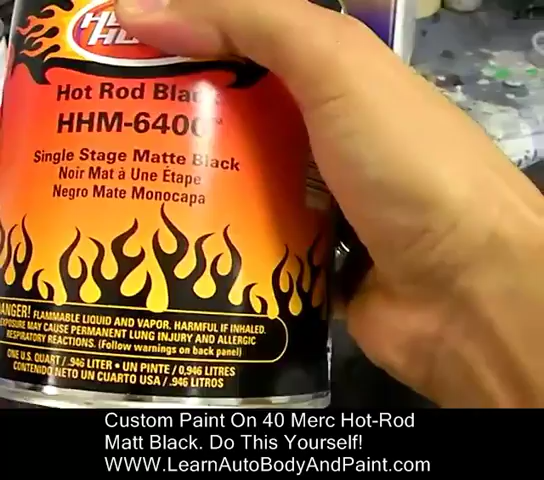 Hot Rod Black
HHM-6400
Single Stage Matte Black
Noir Mat à Une Étape
Negro Mate Monocapa
DANGER! FLAMMABLE LIQUID AND VAPOR. HARMFUL IF INHALED.
EXPOSURE MAY CAUSE PERMANENT LUNG INJURY AND ALLERGIC
RESPIRATORY REACTIONS. (Follow warnings on back panel)
ONE U.S. QUART / .946 LITER • UN PINTE / 0,946 LITRES
CONTENIDO NETO UN CUARTO USA / .946 LITROS
Custom Paint On 40 Merc Hot-Rod
Matt Black. Do This Yourself!
WWW.LearnAutoBodyAndPaint.com